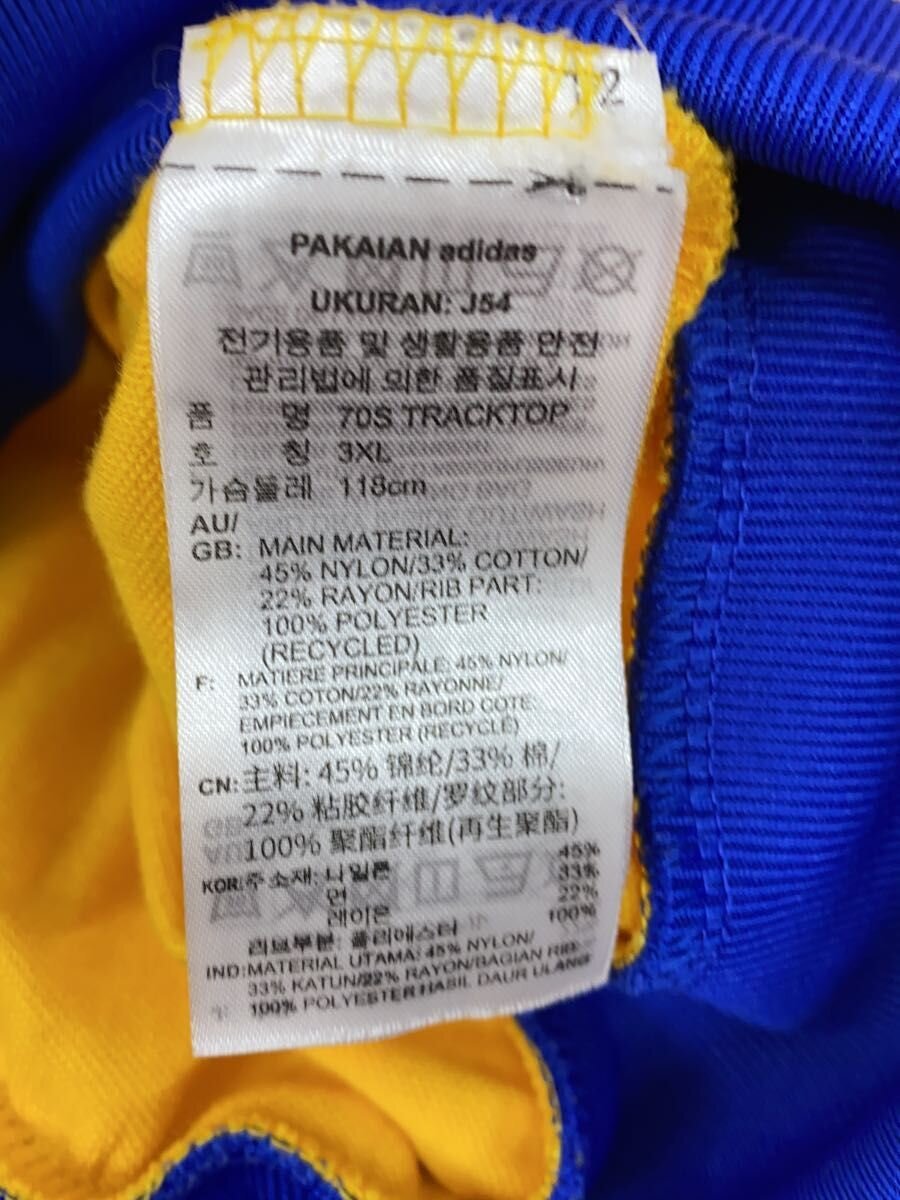 12
PAKAIAN adidas
UKURAN: J54
전기용품 및 생활용품 안전
관리법에 의한 품질표시
품 명 70S TRACKTOP
호 칭 3XL
가슴둘레 118cm
AU/
GB: MAIN MATERIAL:
45% NYLON/33% COTTON/
22% RAYON/RIB PART:
100% POLYESTER
(RECYCLED)
F: MATIERE PRINCIPALE: 45% NYLON/
33% COTON/22% RAYONNE/
EMPIECEMENT EN BORD COTE:
100% POLYESTER (RECYCLE)
CN: 主料: 45% 锦纶/33% 棉/
22% 粘胶纤维/罗纹部分:
100% 聚酯纤维(再生聚酯)
KOR: 주 소재: 나일론 45%
면 33%
레이온 22%
리브부분: 폴리에스터 100%
IND: MATERIAL UTAMA: 45% NYLON/
33% KATUN/22% RAYON/BAGIAN RIB:
100% POLYESTER HASIL DAUR ULANG